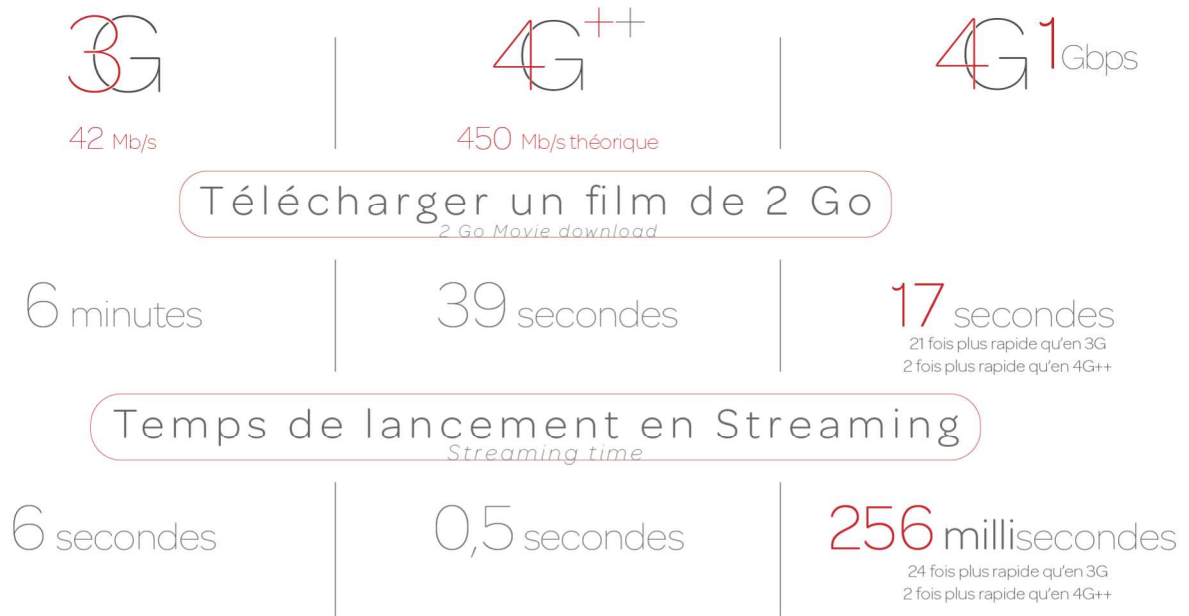 3G
4G++
4G 1Gbps
42 Mb/s
450 Mb/s théorique
Télécharger un film de 2 Go
2 Go Movie download
6 minutes
39 secondes
17 secondes
21 fois plus rapide qu'en 3G
2 fois plus rapide qu'en 4G++
Temps de lancement en Streaming
Streaming time
6 secondes
0,5 secondes
256 millisecondes
24 fois plus rapide qu'en 3G
2 fois plus rapide qu'en 4G++